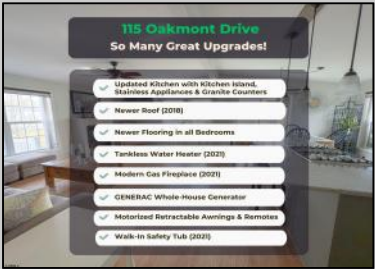 115 Oakmont Drive
So Many Great Upgrades!
Updated Kitchen with Kitchen Island,
Stainless Appliances & Granite Counters
Newer Roof (2018)
Newer Flooring in all Bedrooms
Tankless Water Heater (2021)
Modern Gas Fireplace (2021)
GENERAC Whole-House Generator
Motorized Retractable Awnings & Remotes
Walk-In Safety Tub (2021)